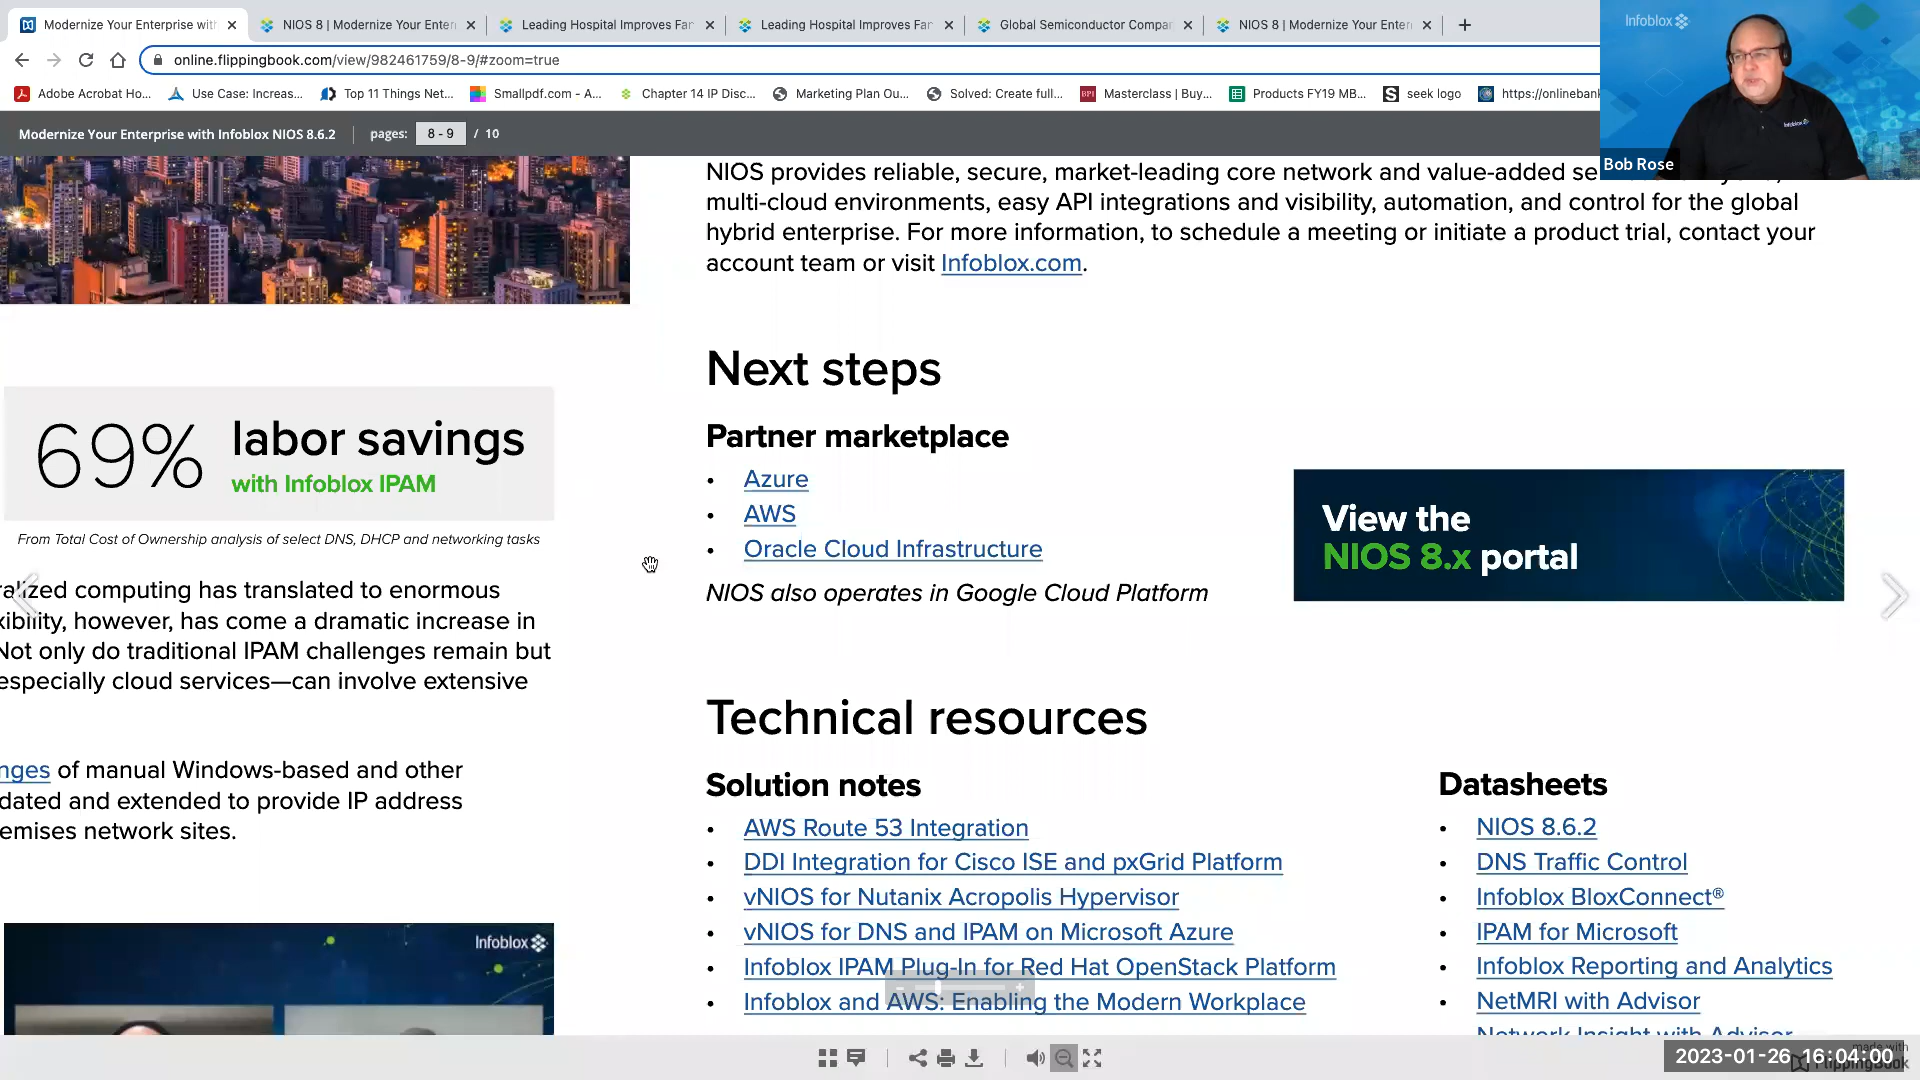 Modernize Your Enterprise with
NIOS 8 | Modernize Your Enter
Leading Hospital Improves Far
Leading Hospital Improves Far
Global Semiconductor Compan
NIOS 8 | Modernize Your Enter
online.flippingbook.com/view/982461759/8-9/#zoom=true
Adobe Acrobat Ho...
Use Case: Increas...
Top 11 Things Net...
Smallpdf.com - A...
Chapter 14 IP Disc...
Marketing Plan Ou...
Solved: Create full...
Masterclass | Buy...
Products FY19 MB...
seek logo
https://onlinebank
Infoblox
Bob Rose
Modernize Your Enterprise with Infoblox NIOS 8.6.2
pages: 8 - 9 / 10
69% labor savings
with Infoblox IPAM
From Total Cost of Ownership analysis of select DNS, DHCP and networking tasks
ralized computing has translated to enormous
xibility, however, has come a dramatic increase in
Not only do traditional IPAM challenges remain but
especially cloud services—can involve extensive
nges of manual Windows-based and other
dated and extended to provide IP address
emises network sites.
Infoblox
NIOS provides reliable, secure, market-leading core network and value-added se
multi-cloud environments, easy API integrations and visibility, automation, and control for the global
hybrid enterprise. For more information, to schedule a meeting or initiate a product trial, contact your
account team or visit Infoblox.com.
Next steps
Partner marketplace
• Azure
• AWS
• Oracle Cloud Infrastructure
NIOS also operates in Google Cloud Platform
View the
NIOS 8.x portal
Technical resources
Solution notes
• AWS Route 53 Integration
• DDI Integration for Cisco ISE and pxGrid Platform
• vNIOS for Nutanix Acropolis Hypervisor
• vNIOS for DNS and IPAM on Microsoft Azure
• Infoblox IPAM Plug-In for Red Hat OpenStack Platform
• Infoblox and AWS: Enabling the Modern Workplace
Datasheets
• NIOS 8.6.2
• DNS Traffic Control
• Infoblox BloxConnect®
• IPAM for Microsoft
• Infoblox Reporting and Analytics
• NetMRI with Advisor
Network Insight with Advisor
made with
FlippingBook
2023-01-26 16:04:00